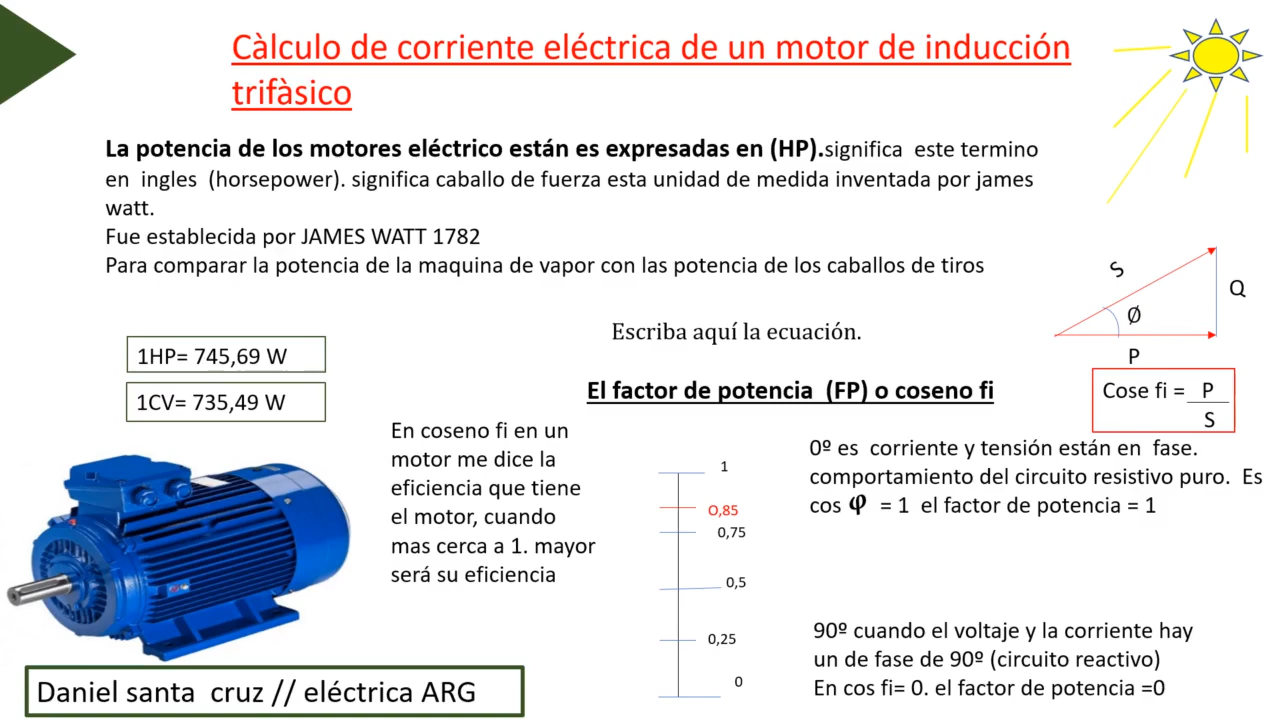 Càlculo de corriente eléctrica de un motor de inducción
trifàsico
La potencia de los motores eléctrico están es expresadas en (HP).significa este termino
en ingles (horsepower). significa caballo de fuerza esta unidad de medida inventada por james
watt.
Fue establecida por JAMES WATT 1782
Para comparar la potencia de la maquina de vapor con las potencia de los caballos de tiros
S
Q
Ø
P
Escriba aquí la ecuación.
1HP= 745,69 W
1CV= 735,49 W
El factor de potencia (FP) o coseno fi
Cose fi = P
S
En coseno fi en un
motor me dice la
eficiencia que tiene
el motor, cuando
mas cerca a 1. mayor
será su eficiencia
1
O,85
0,75
0,5
0,25
0
0º es corriente y tensión están en fase.
comportamiento del circuito resistivo puro. Es
cos φ = 1 el factor de potencia = 1
90º cuando el voltaje y la corriente hay
un de fase de 90º (circuito reactivo)
En cos fi= 0. el factor de potencia =0
Daniel santa cruz // eléctrica ARG